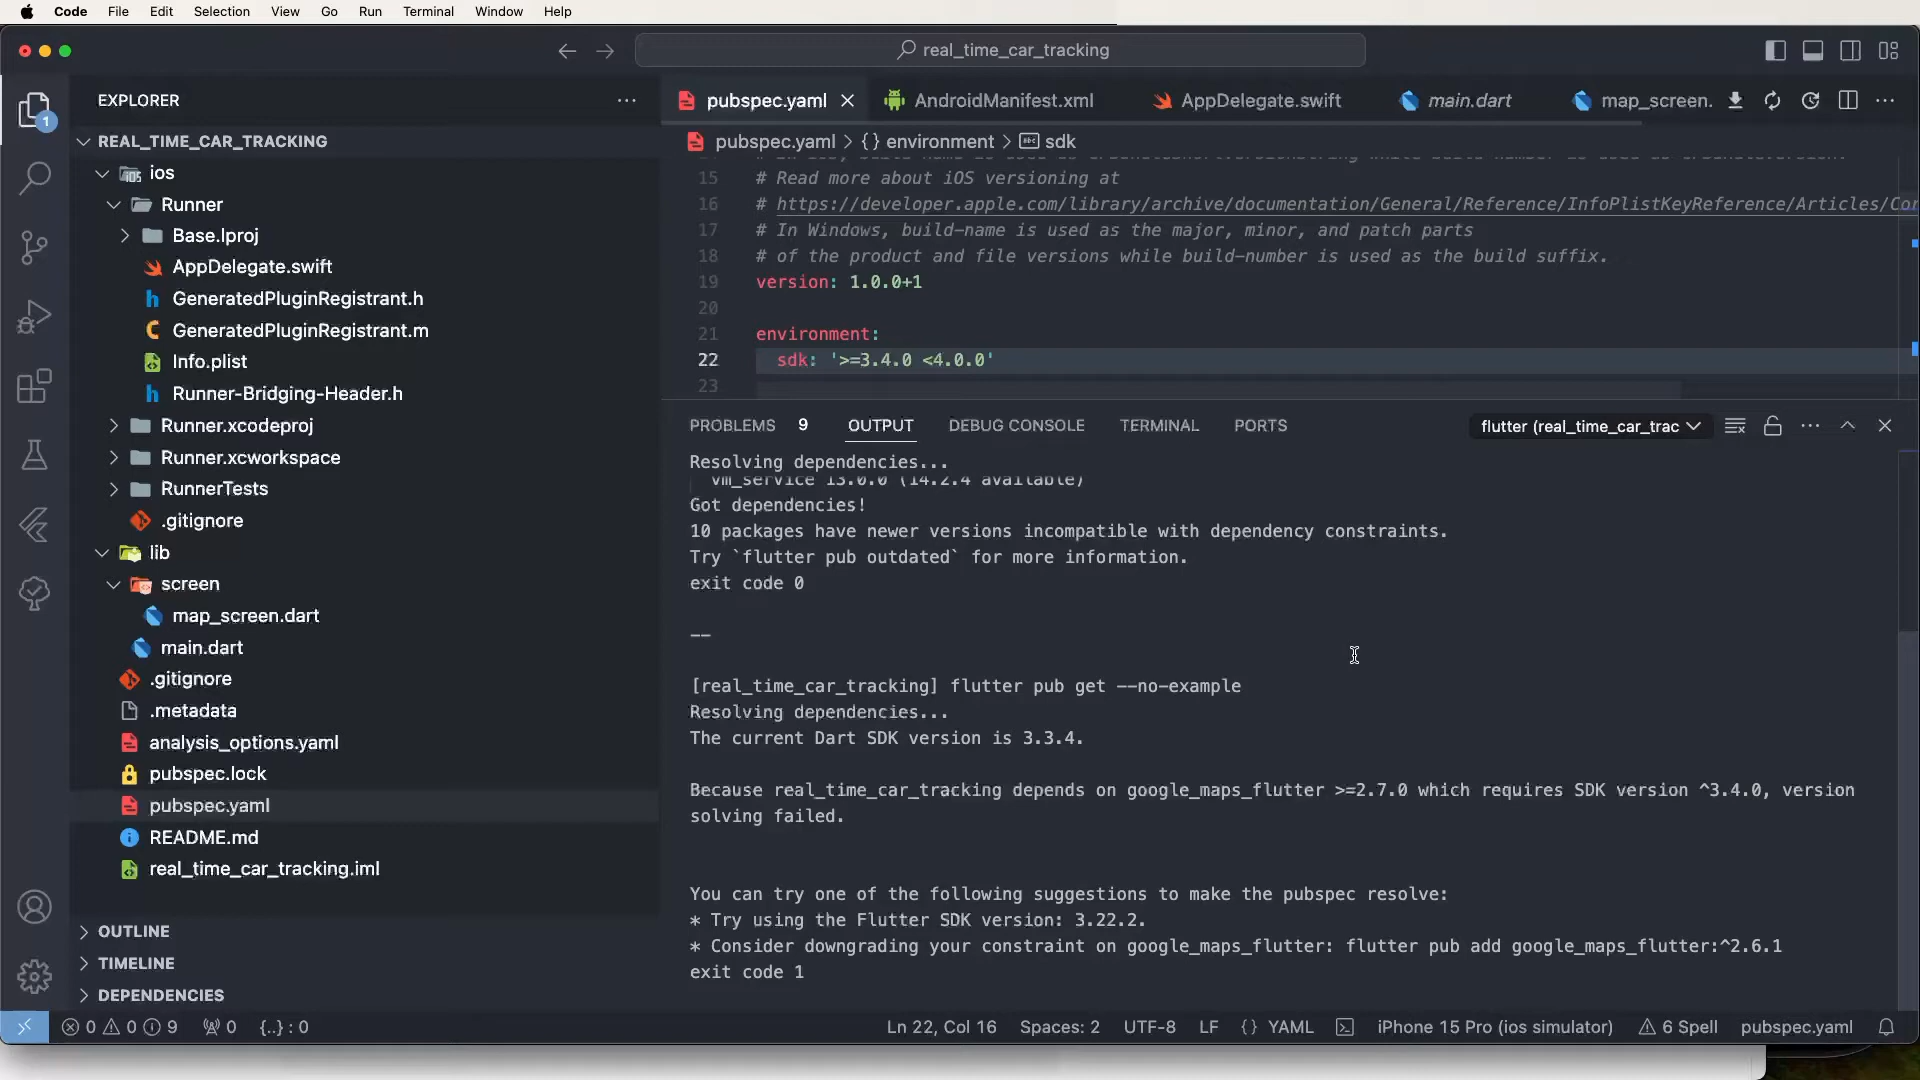 Code File Edit Selection View Go Run Terminal Window Help
real_time_car_tracking
EXPLORER
REAL_TIME_CAR_TRACKING
ios
Runner
Base.lproj
AppDelegate.swift
GeneratedPluginRegistrant.h
GeneratedPluginRegistrant.m
Info.plist
Runner-Bridging-Header.h
Runner.xcodeproj
Runner.xcworkspace
RunnerTests
.gitignore
lib
screen
map_screen.dart
main.dart
.gitignore
.metadata
analysis_options.yaml
pubspec.lock
pubspec.yaml
README.md
real_time_car_tracking.iml
OUTLINE
TIMELINE
DEPENDENCIES
1
pubspec.yaml AndroidManifest.xml AppDelegate.swift main.dart map_screen.
pubspec.yaml > {} environment > abc sdk
15 # Read more about iOS versioning at
16 # https://developer.apple.com/library/archive/documentation/General/Reference/InfoPlistKeyReference/Articles/Cor
17 # In Windows, build-name is used as the major, minor, and patch parts
18 # of the product and file versions while build-number is used as the build suffix.
19 version: 1.0.0+1
20
21 environment:
22 sdk: '>=3.4.0 <4.0.0'
23
PROBLEMS 9 OUTPUT DEBUG CONSOLE TERMINAL PORTS flutter (real_time_car_trac
Resolving dependencies...
vm_service 13.0.0 (14.2.4 available)
Got dependencies!
10 packages have newer versions incompatible with dependency constraints.
Try `flutter pub outdated` for more information.
exit code 0
--
[real_time_car_tracking] flutter pub get --no-example
Resolving dependencies...
The current Dart SDK version is 3.3.4.
Because real_time_car_tracking depends on google_maps_flutter >=2.7.0 which requires SDK version ^3.4.0, version
solving failed.
You can try one of the following suggestions to make the pubspec resolve:
* Try using the Flutter SDK version: 3.22.2.
* Consider downgrading your constraint on google_maps_flutter: flutter pub add google_maps_flutter:^2.6.1
exit code 1
0 0 9 0 {..} : 0 Ln 22, Col 16 Spaces: 2 UTF-8 LF {} YAML iPhone 15 Pro (ios simulator) 6 Spell pubspec.yaml